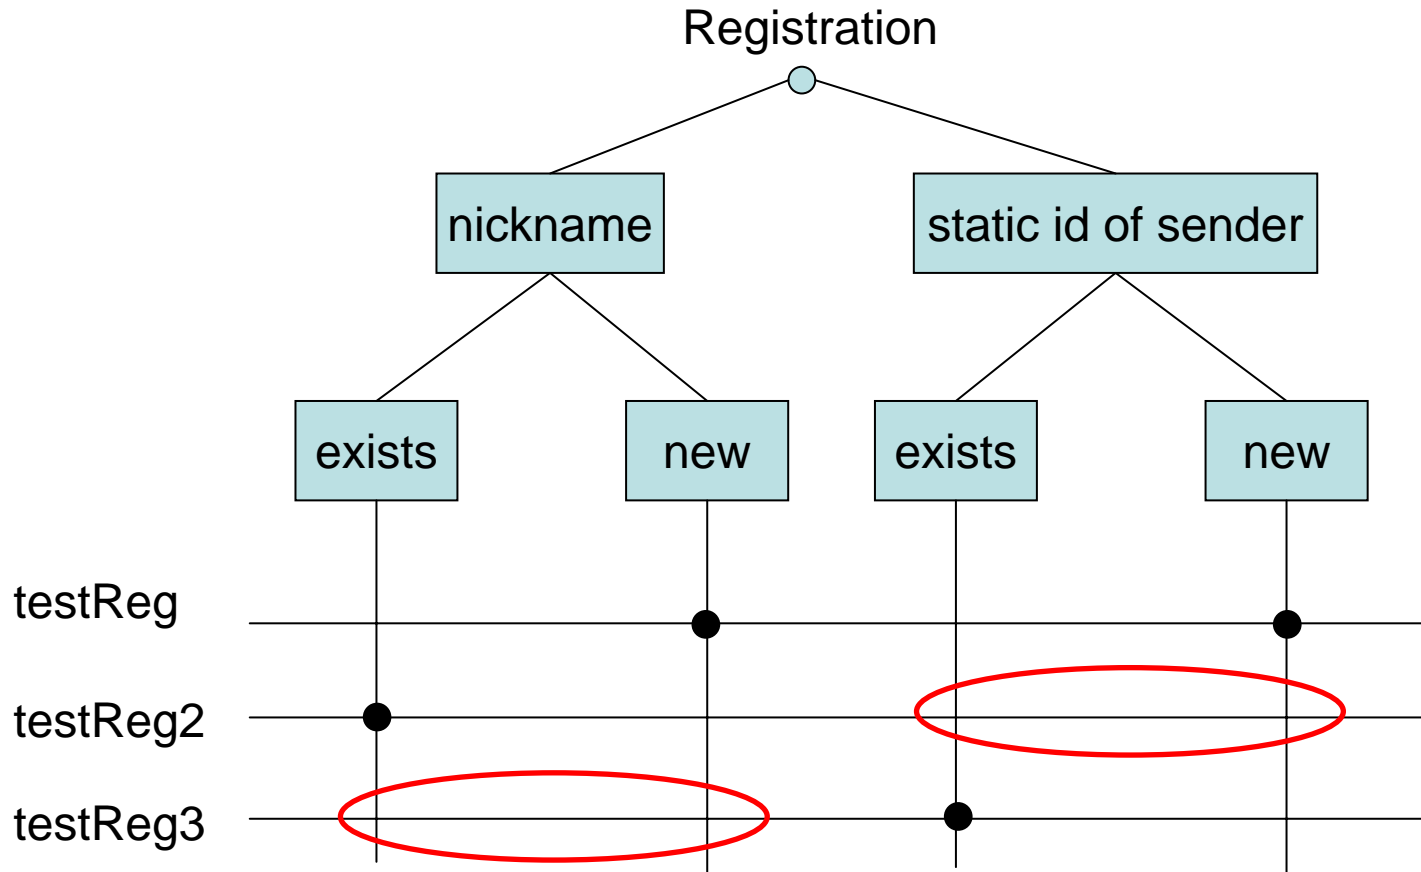 Registration
nickname
static id of sender
exists
new
exists
new
testReg
testReg2
testReg3